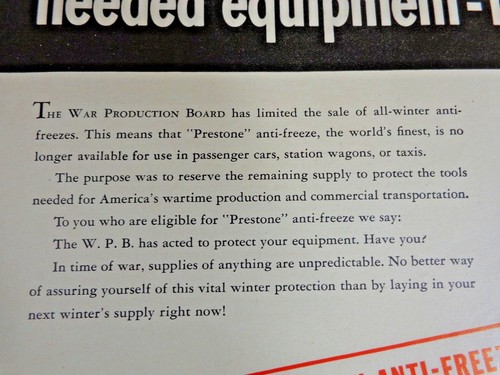 needed equipment-
THE WAR PRODUCTION BOARD has limited the sale of all-winter anti-
freezes. This means that "Prestone" anti-freeze, the world's finest, is no
longer available for use in passenger cars, station wagons, or taxis.
The purpose was to reserve the remaining supply to protect the tools
needed for America's wartime production and commercial transportation.
To you who are eligible for "Prestone" anti-freeze we say:
The W. P. B. has acted to protect your equipment. Have you?
In time of war, supplies of anything are unpredictable. No better way
of assuring yourself of this vital winter protection than by laying in your
next winter's supply right now!
ANTI-FREEZ